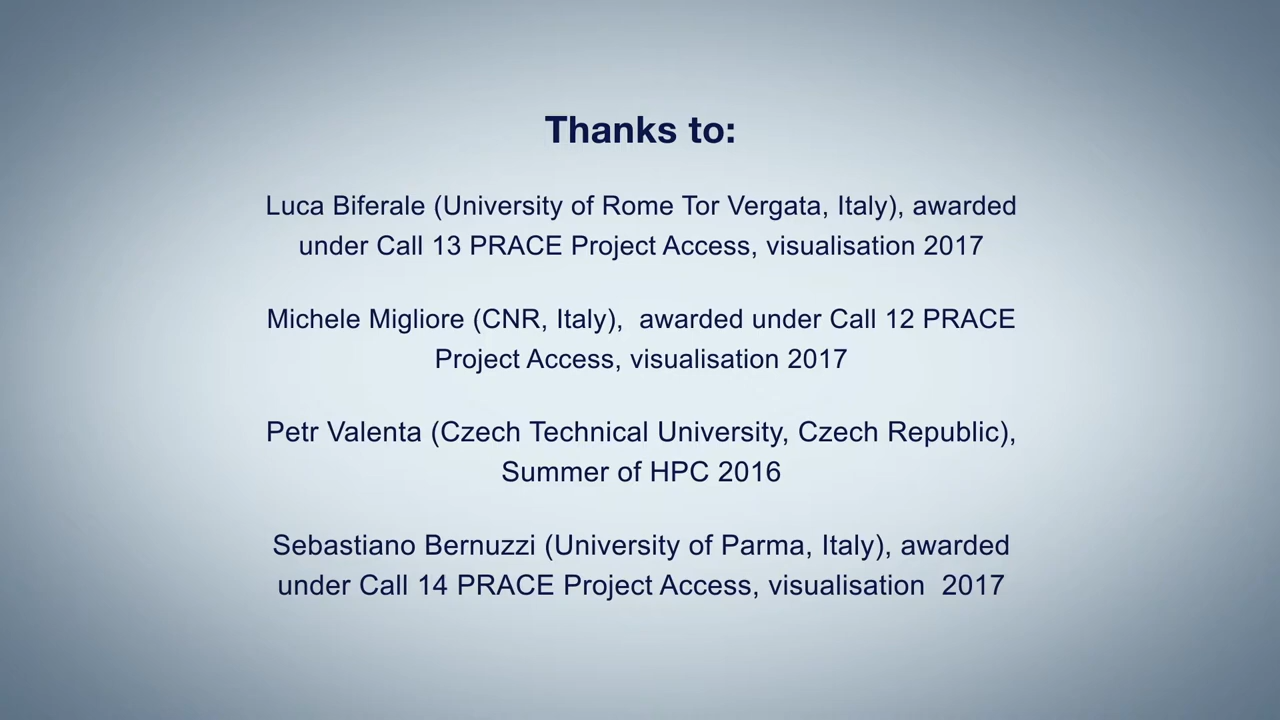 Thanks to:
Luca Biferale (University of Rome Tor Vergata, Italy), awarded
under Call 13 PRACE Project Access, visualisation 2017
Michele Migliore (CNR, Italy),  awarded under Call 12 PRACE
Project Access, visualisation 2017
Petr Valenta (Czech Technical University, Czech Republic),
Summer of HPC 2016
Sebastiano Bernuzzi (University of Parma, Italy), awarded
under Call 14 PRACE Project Access, visualisation  2017